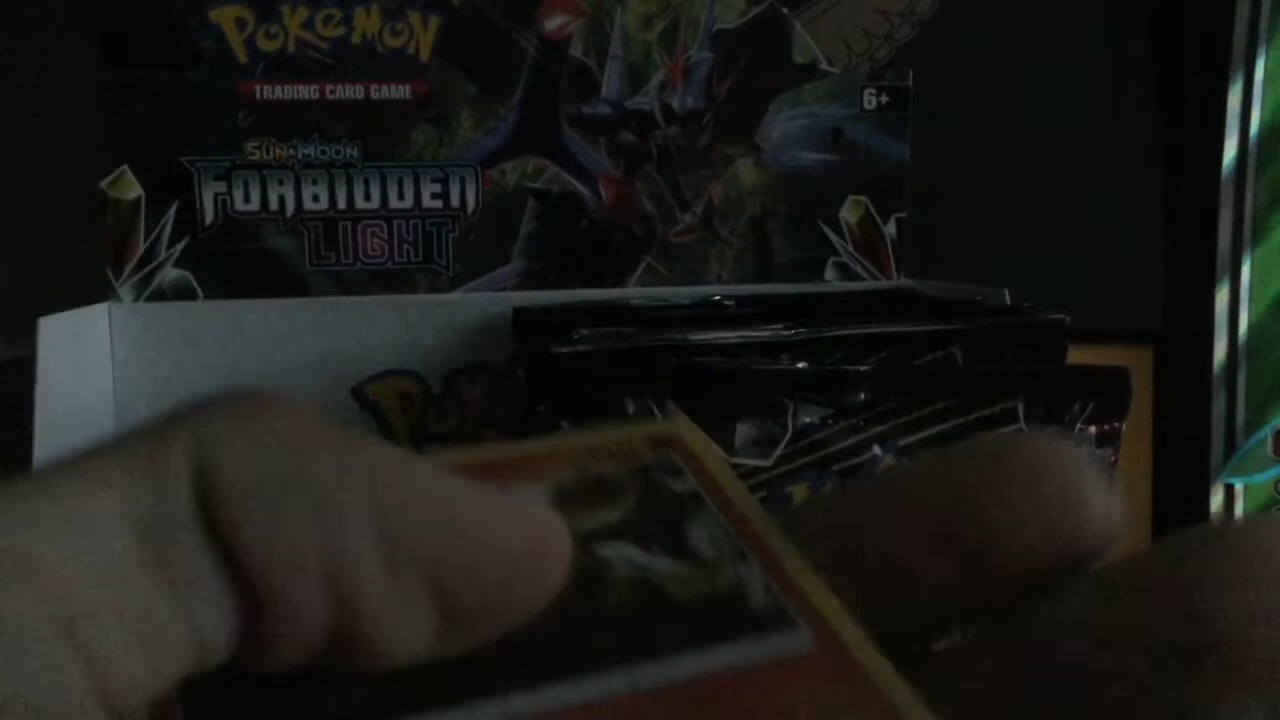 POKÉMON
TRADING CARD GAME
6+
SUN & MOON
FORBIDDEN
LIGHT